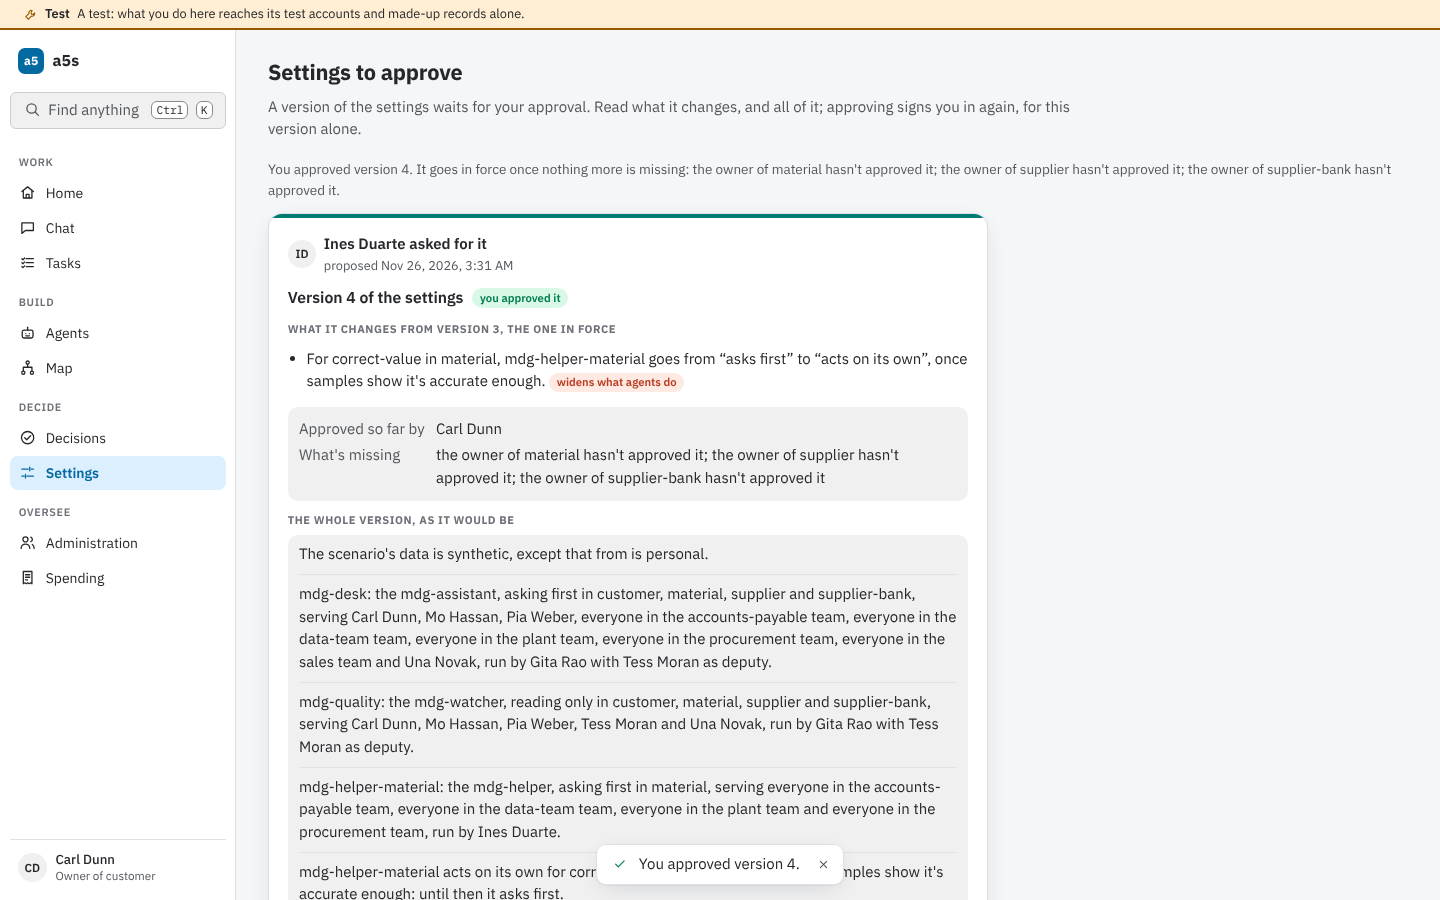 Test A test: what you do here reaches its test accounts and made-up records alone.
a5 a5s
Find anything Ctrl K
WORK
Home
Chat
Tasks
BUILD
Agents
Map
DECIDE
Decisions
Settings
OVERSEE
Administration
Spending
CD Carl Dunn
Owner of customer
Settings to approve
A version of the settings waits for your approval. Read what it changes, and all of it; approving signs you in again, for this
version alone.
You approved version 4. It goes in force once nothing more is missing: the owner of material hasn't approved it; the owner of supplier hasn't approved it; the owner of supplier-bank hasn't
approved it.
ID Ines Duarte asked for it
proposed Nov 26, 2026, 3:31 AM
Version 4 of the settings you approved it
WHAT IT CHANGES FROM VERSION 3, THE ONE IN FORCE
• For correct-value in material, mdg-helper-material goes from “asks first” to “acts on its own”, once
samples show it's accurate enough. widens what agents do
Approved so far by Carl Dunn
What's missing the owner of material hasn't approved it; the owner of supplier hasn't
approved it; the owner of supplier-bank hasn't approved it
THE WHOLE VERSION, AS IT WOULD BE
The scenario's data is synthetic, except that from is personal.
mdg-desk: the mdg-assistant, asking first in customer, material, supplier and supplier-bank,
serving Carl Dunn, Mo Hassan, Pia Weber, everyone in the accounts-payable team, everyone in the
data-team team, everyone in the plant team, everyone in the procurement team, everyone in the
sales team and Una Novak, run by Gita Rao with Tess Moran as deputy.
mdg-quality: the mdg-watcher, reading only in customer, material, supplier and supplier-bank,
serving Carl Dunn, Mo Hassan, Pia Weber, Tess Moran and Una Novak, run by Gita Rao with Tess
Moran as deputy.
mdg-helper-material: the mdg-helper, asking first in material, serving everyone in the accounts-
payable team, everyone in the data-team team, everyone in the plant team and everyone in the
procurement team, run by Ines Duarte.
mdg-helper-material acts on its own for corr mples show it's
accurate enough; until then it asks first.
You approved version 4.